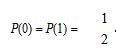 P(0) = P(1) = 1/2 .